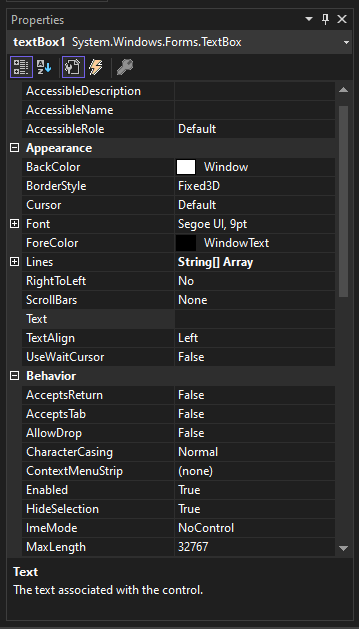 Properties
textBox1 System.Windows.Forms.TextBox
AccessibleDescription
AccessibleName
AccessibleRole Default
Appearance
BackColor Window
BorderStyle Fixed3D
Cursor Default
Font Segoe UI, 9pt
ForeColor WindowText
Lines String[] Array
RightToLeft No
ScrollBars None
Text
TextAlign Left
UseWaitCursor False
Behavior
AcceptsReturn False
AcceptsTab False
AllowDrop False
CharacterCasing Normal
ContextMenuStrip (none)
Enabled True
HideSelection True
ImeMode NoControl
MaxLength 32767
Text
The text associated with the control.